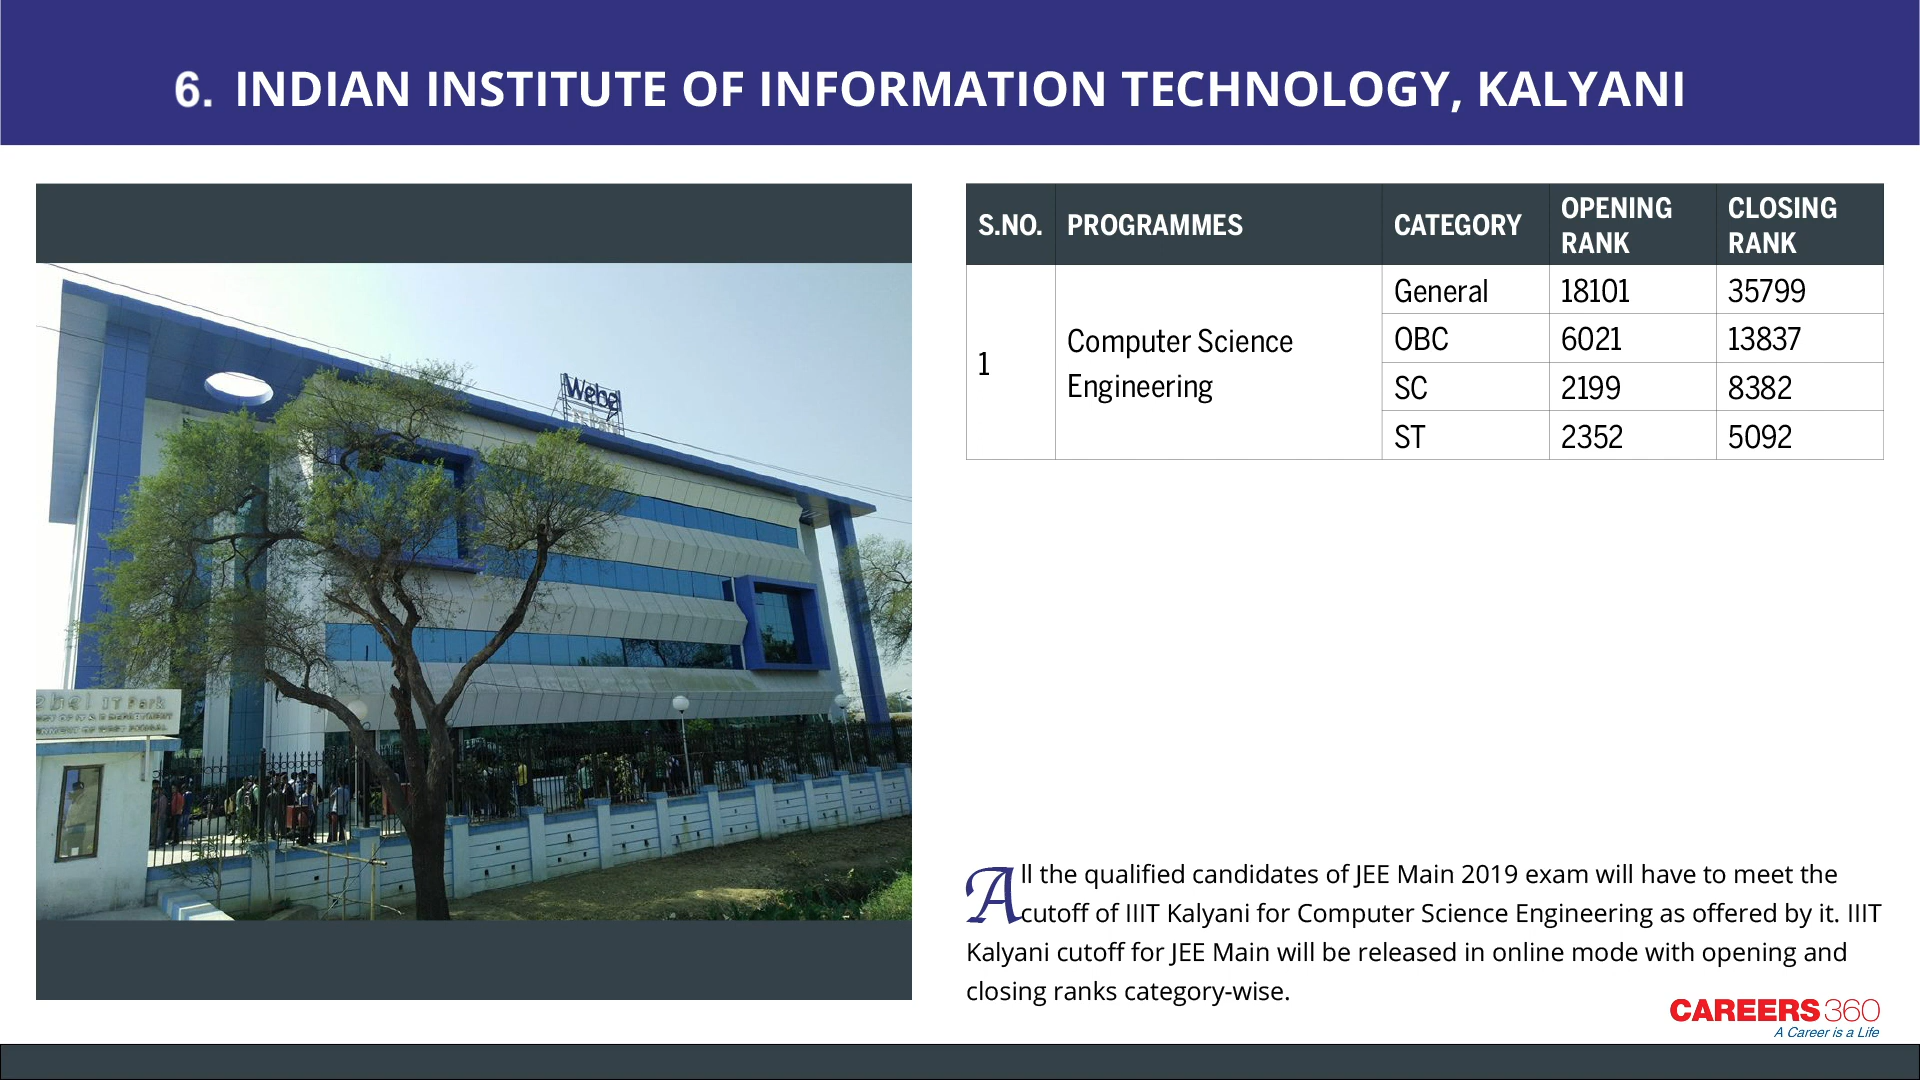 6. INDIAN INSTITUTE OF INFORMATION TECHNOLOGY, KALYANI
Webel
IT Park
S.NO. PROGRAMMES CATEGORY OPENING RANK CLOSING RANK
1 Computer Science Engineering General 18101 35799
OBC 6021 13837
SC 2199 8382
ST 2352 5092
All the qualified candidates of JEE Main 2019 exam will have to meet the
cutoff of IIIT Kalyani for Computer Science Engineering as offered by it. IIIT
Kalyani cutoff for JEE Main will be released in online mode with opening and
closing ranks category-wise.
CAREERS360
A Career is a Life